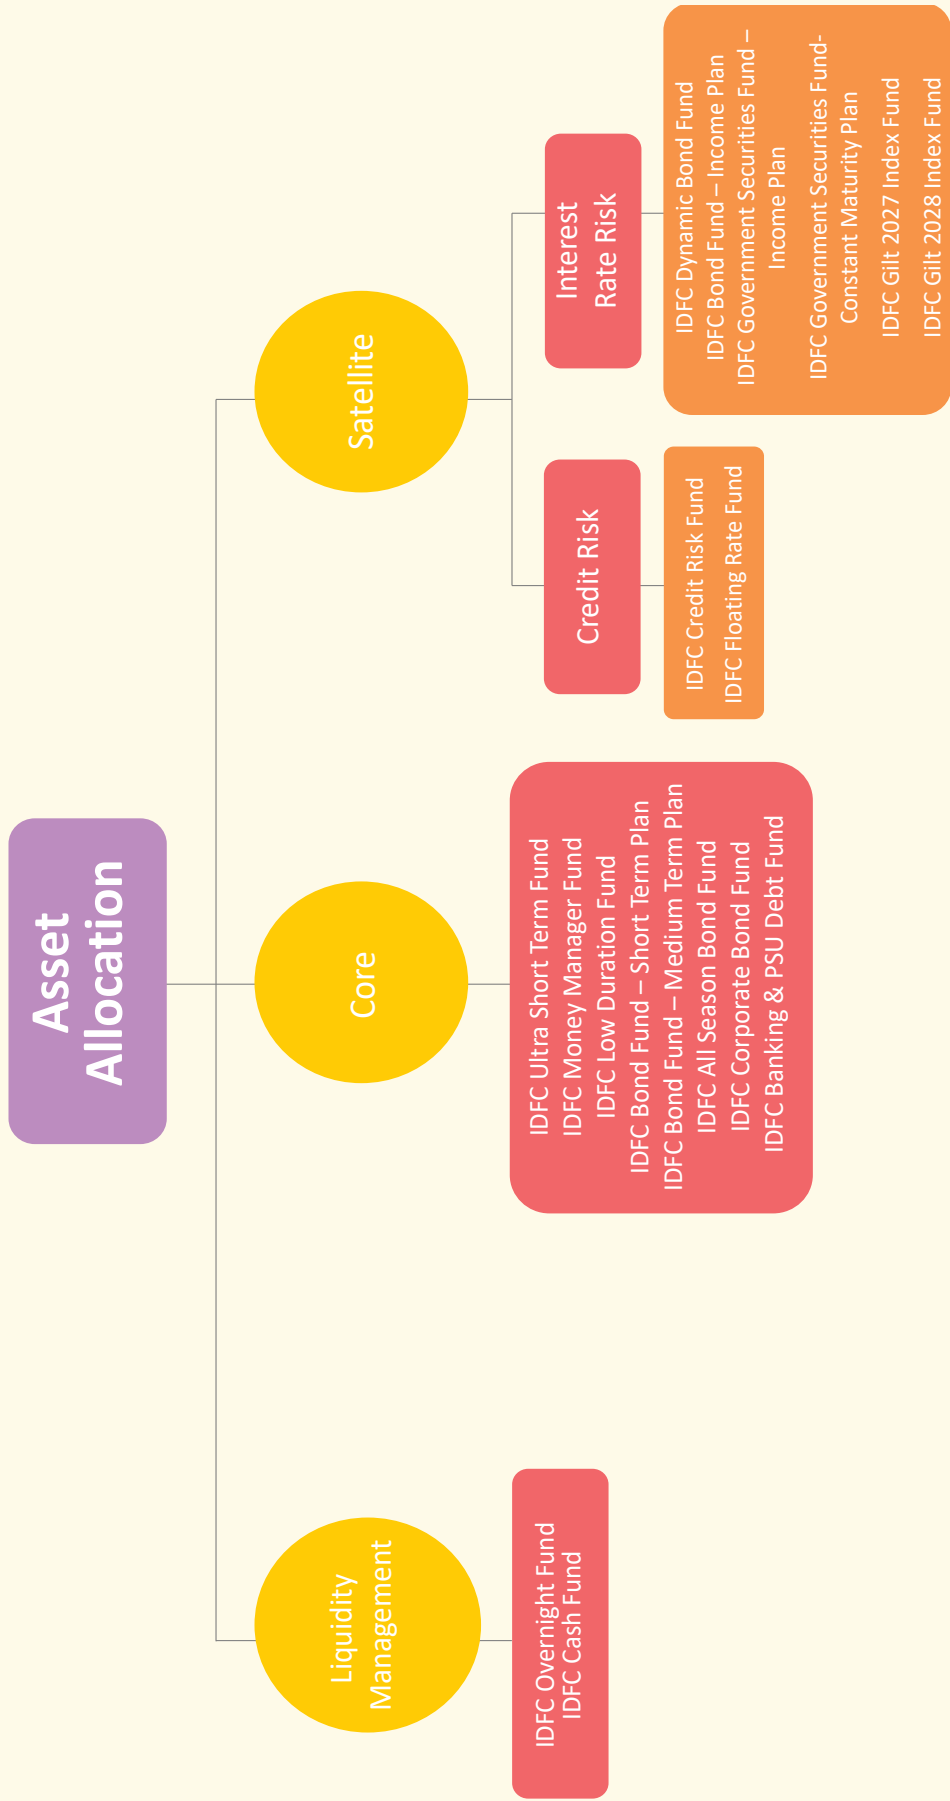 Asset
Allocation
Liquidity
Management
Core
Satellite
IDFC Overnight Fund
IDFC Cash Fund
IDFC Ultra Short Term Fund
IDFC Money Manager Fund
IDFC Low Duration Fund
IDFC Bond Fund – Short Term Plan
IDFC Bond Fund – Medium Term Plan
IDFC All Season Bond Fund
IDFC Corporate Bond Fund
IDFC Banking & PSU Debt Fund
Credit Risk
IDFC Credit Risk Fund
IDFC Floating Rate Fund
Interest
Rate Risk
IDFC Dynamic Bond Fund
IDFC Bond Fund – Income Plan
IDFC Government Securities Fund –
Income Plan
IDFC Government Securities Fund-
Constant Maturity Plan
IDFC Gilt 2027 Index Fund
IDFC Gilt 2028 Index Fund